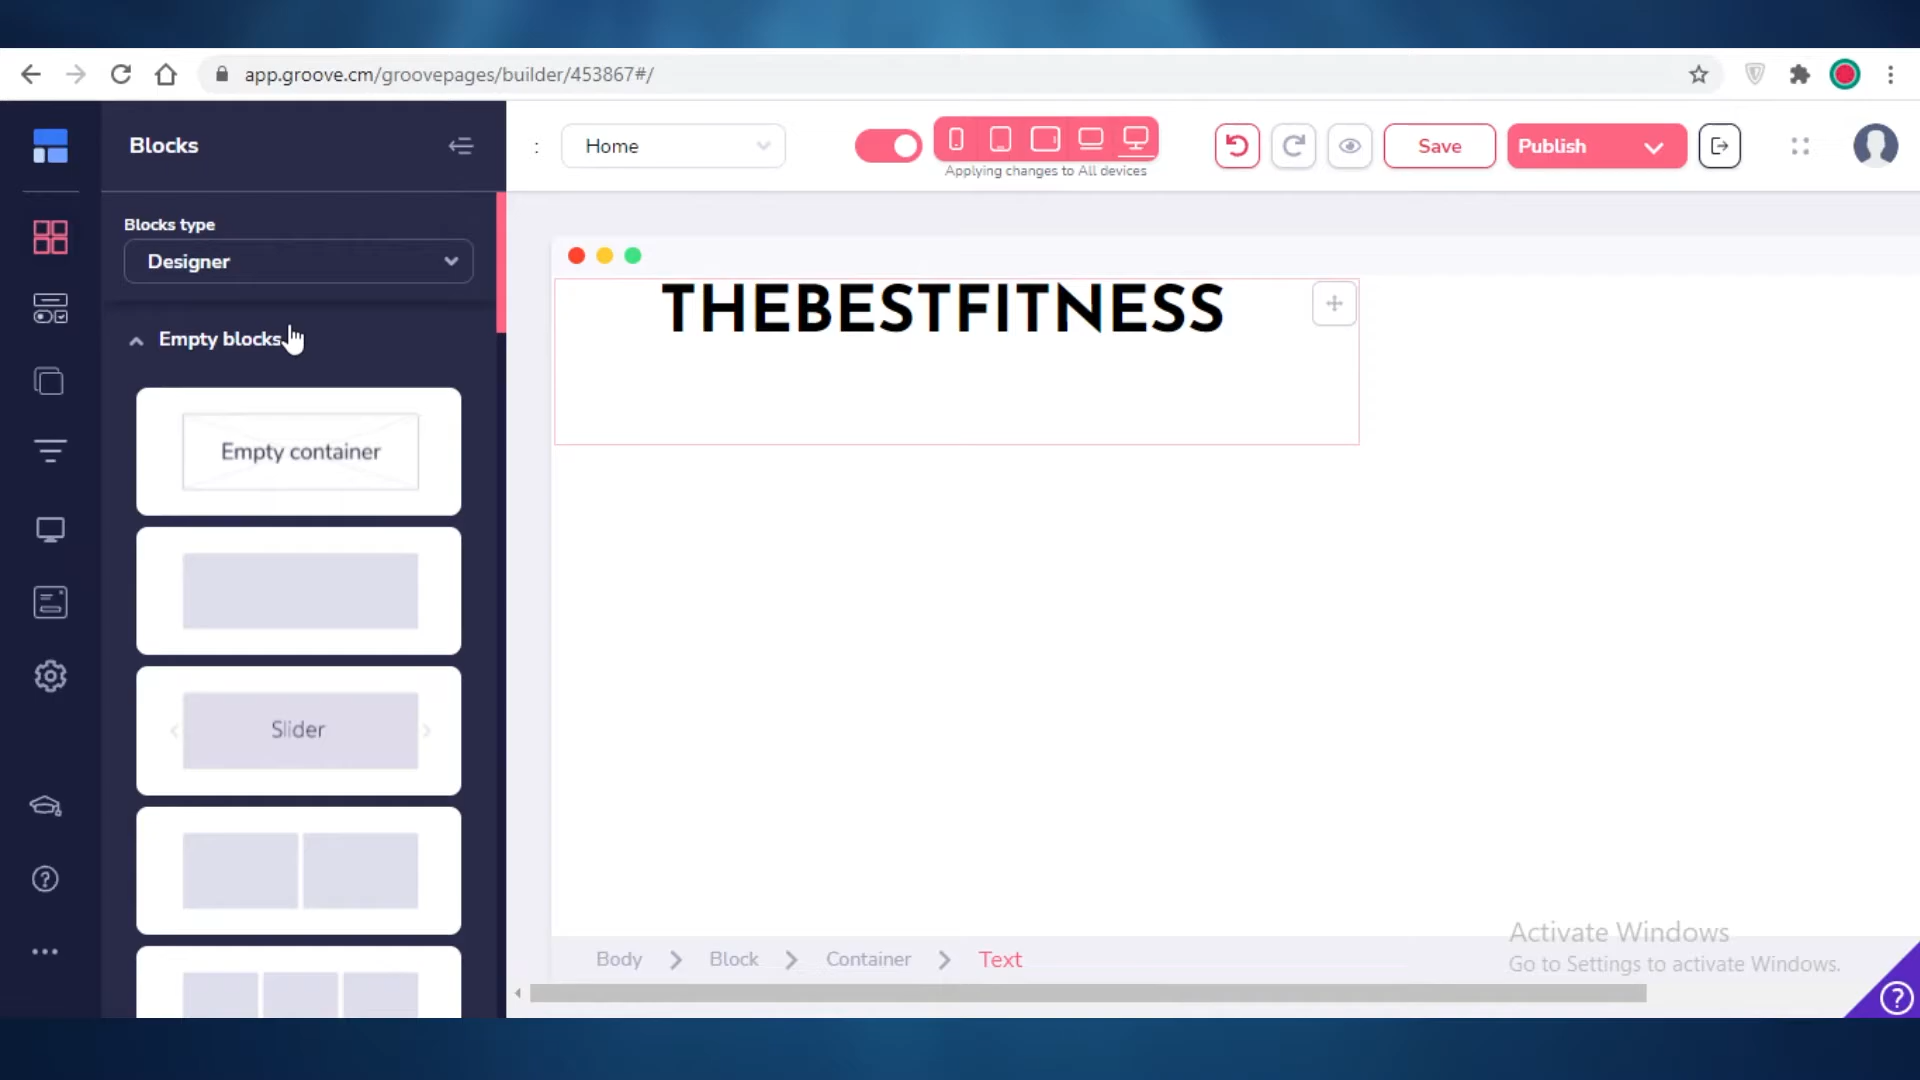 app.groove.cm/groovepages/builder/453867#/
Blocks
: Home
Applying changes to All devices
Save
Publish
Blocks type
Designer
Empty blocks
THEBESTFITNESS
Empty container
Slider
Body
Block
Container
Text
Activate Windows
Go to Settings to activate Windows.